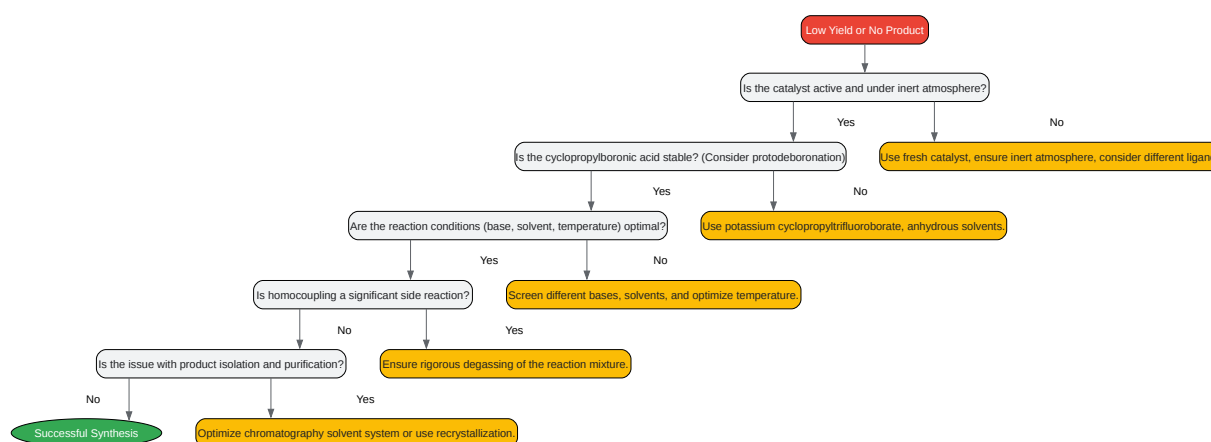 Low Yield or No Product
Is the catalyst active and under inert atmosphere?
Yes
No
Is the cyclopropylboronic acid stable? (Consider protodeboronation)
Use fresh catalyst, ensure inert atmosphere, consider different
Yes
No
Are the reaction conditions (base, solvent, temperature) optimal?
Use potassium cyclopropyltrifluoroborate, anhydrous solvents.
Yes
No
Is homocoupling a significant side reaction?
Screen different bases, solvents, and optimize temperature.
No
Yes
Is the issue with product isolation and purification?
Ensure rigorous degassing of the reaction mixture.
No
Yes
Successful Synthesis
Optimize chromatography solvent system or use recrystallization.